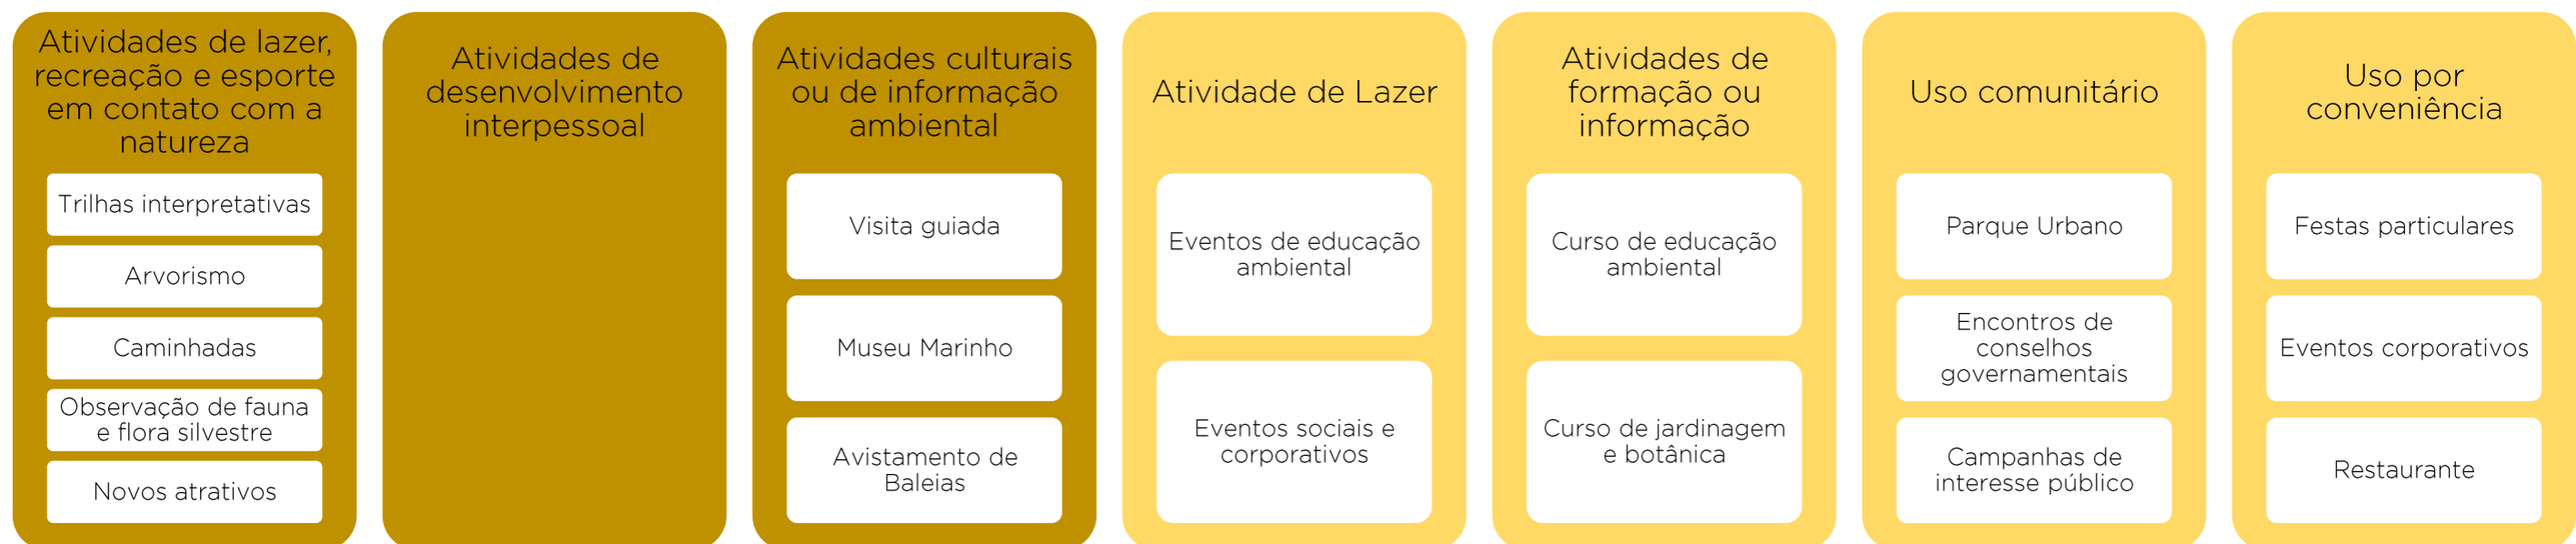 Atividades de lazer,
recreação e esporte
em contato com a
natureza
Trilhas interpretativas
Arvorismo
Caminhadas
Observação de fauna
e flora silvestre
Novos atrativos
Atividades de
desenvolvimento
interpessoal
Atividades culturais
ou de informação
ambiental
Visita guiada
Museu Marinho
Avistamento de
Baleias
Atividade de Lazer
Eventos de educação
ambiental
Eventos sociais e
corporativos
Atividades de
formação ou
informação
Curso de educação
ambiental
Curso de jardinagem
e botânica
Uso comunitário
Parque Urbano
Encontros de
conselhos
governamentais
Campanhas de
interesse público
Uso por
conveniência
Festas particulares
Eventos corporativos
Restaurante